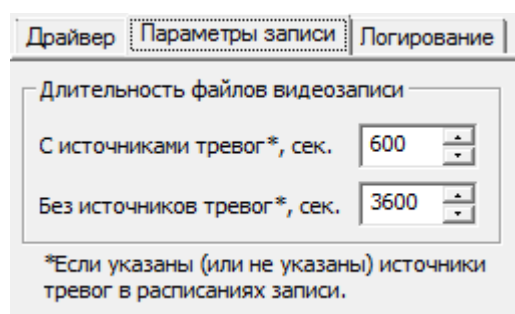 Драйвер Параметры записи Логирование
Длительность файлов видеозаписи
С источниками тревог*, сек. 600
Без источников тревог*, сек. 3600
*Если указаны (или не указаны) источники
тревог в расписаниях записи.